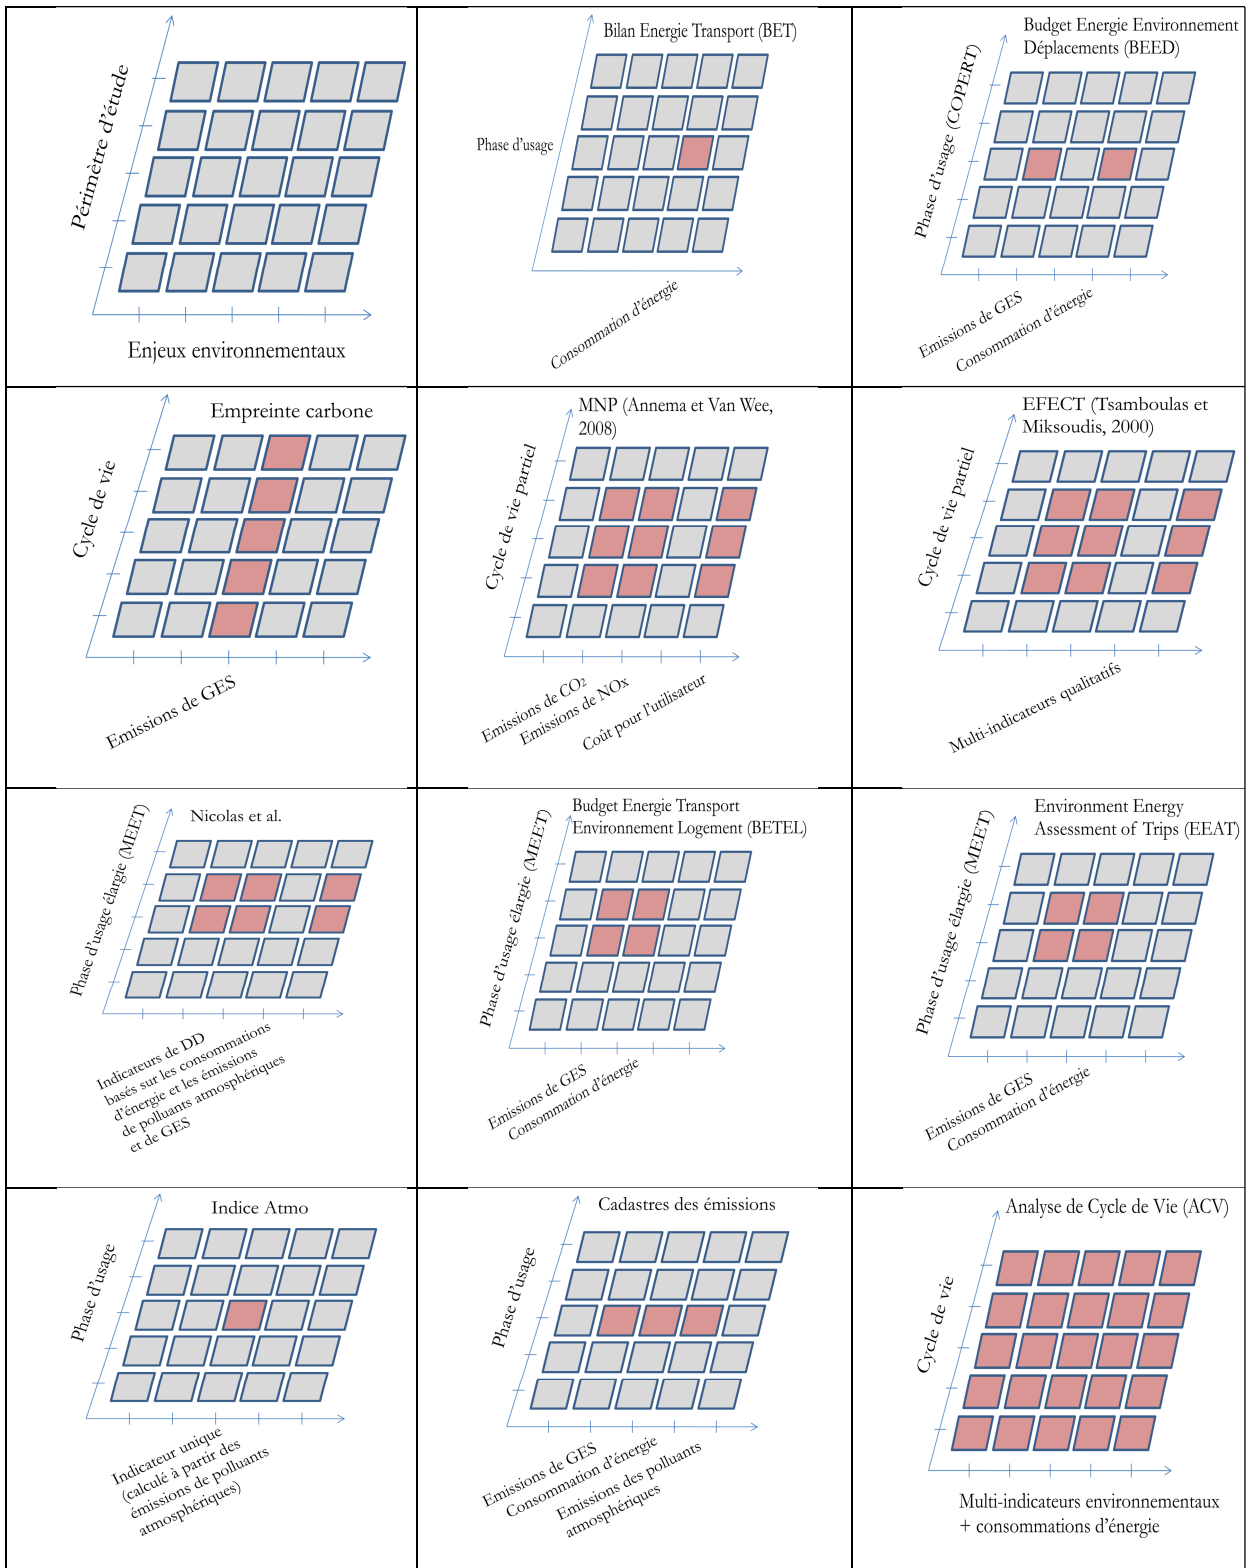 Périmètre d'étude
Enjeux environnementaux
Bilan Energie Transport (BET)
Phase d'usage
Consommation d'énergie
Budget Energie Environnement
Déplacements (BEED)
Phase d'usage (COPERT)
Emissions de GES
Consommation d'énergie
Empreinte carbone
Cycle de vie
Emissions de GES
MNP (Annema et Van Wee,
2008)
Cycle de vie partiel
Emissions de CO2
Emissions de NOx
Coût pour l'utilisateur
EFECT (Tsamboulas et
Miksoudis, 2000)
Cycle de vie partiel
Multi-indicateurs qualitatifs
Nicolas et al.
Phase d'usage élargie (MEET)
Indicateurs de DD
basés sur les consommations
d'énergie et les émissions
de polluants atmosphériques
et de GES
Budget Energie Transport
Environnement Logement (BETEL)
Phase d'usage élargie (MEET)
Emissions de GES
Consommation d'énergie
Environment Energy
Assessment of Trips (EEAT)
Phase d'usage élargie (MEET)
Emissions de GES
Consommation d'énergie
Indice Atmo
Phase d'usage
Indicateur unique
(calculé à partir des
émissions de polluants
atmosphériques)
Cadastres des émissions
Phase d'usage
Emissions de GES
Consommation d'énergie
Emissions des polluants
atmosphériques
Analyse de Cycle de Vie (ACV)
Cycle de vie
Multi-indicateurs environnementaux
+ consommations d'énergie